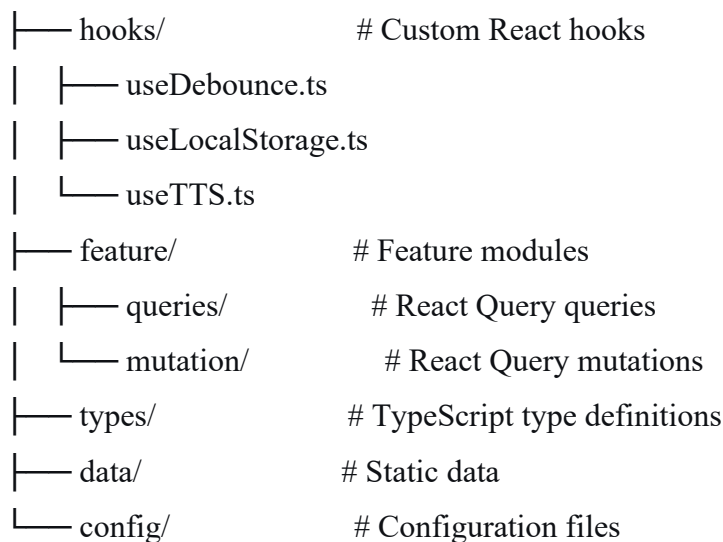 ├── hooks/ # Custom React hooks
│ ├── useDebounce.ts
│ ├── useLocalStorage.ts
│ └── useTTS.ts
├── feature/ # Feature modules
│ ├── queries/ # React Query queries
│ └── mutation/ # React Query mutations
├── types/ # TypeScript type definitions
├── data/ # Static data
└── config/ # Configuration files